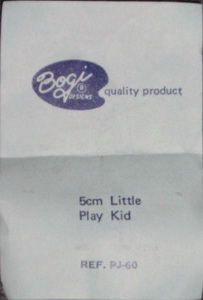 Bogi
DESIGNS
quality product
5cm Little
Play Kid
REF. PJ-60